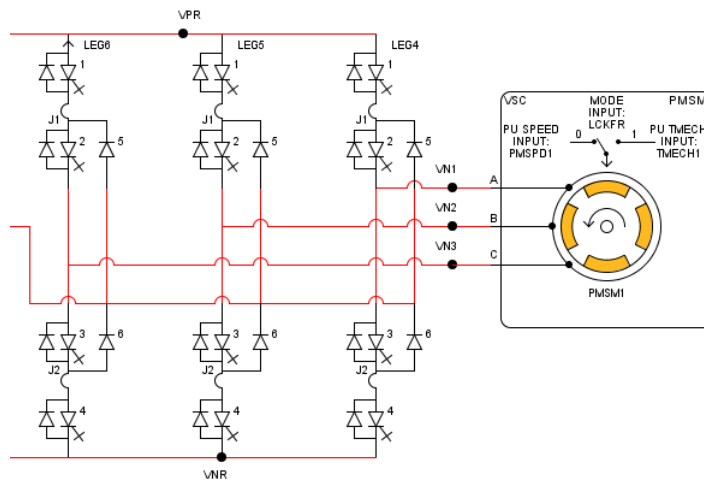 VPR
LEG6
LEG5
LEG4
1
1
1
J1
J1
J1
2
5
2
5
2
5
VSC
MODE
INPUT:
LCKFR
PMSM
PU SPEED
INPUT:
PMSPD1
0
1
PU TMECH
INPUT:
TMECH1
VN1
A
VN2
B
VN3
C
PMSM1
3
6
3
6
3
6
J2
J2
J2
4
4
4
VNR